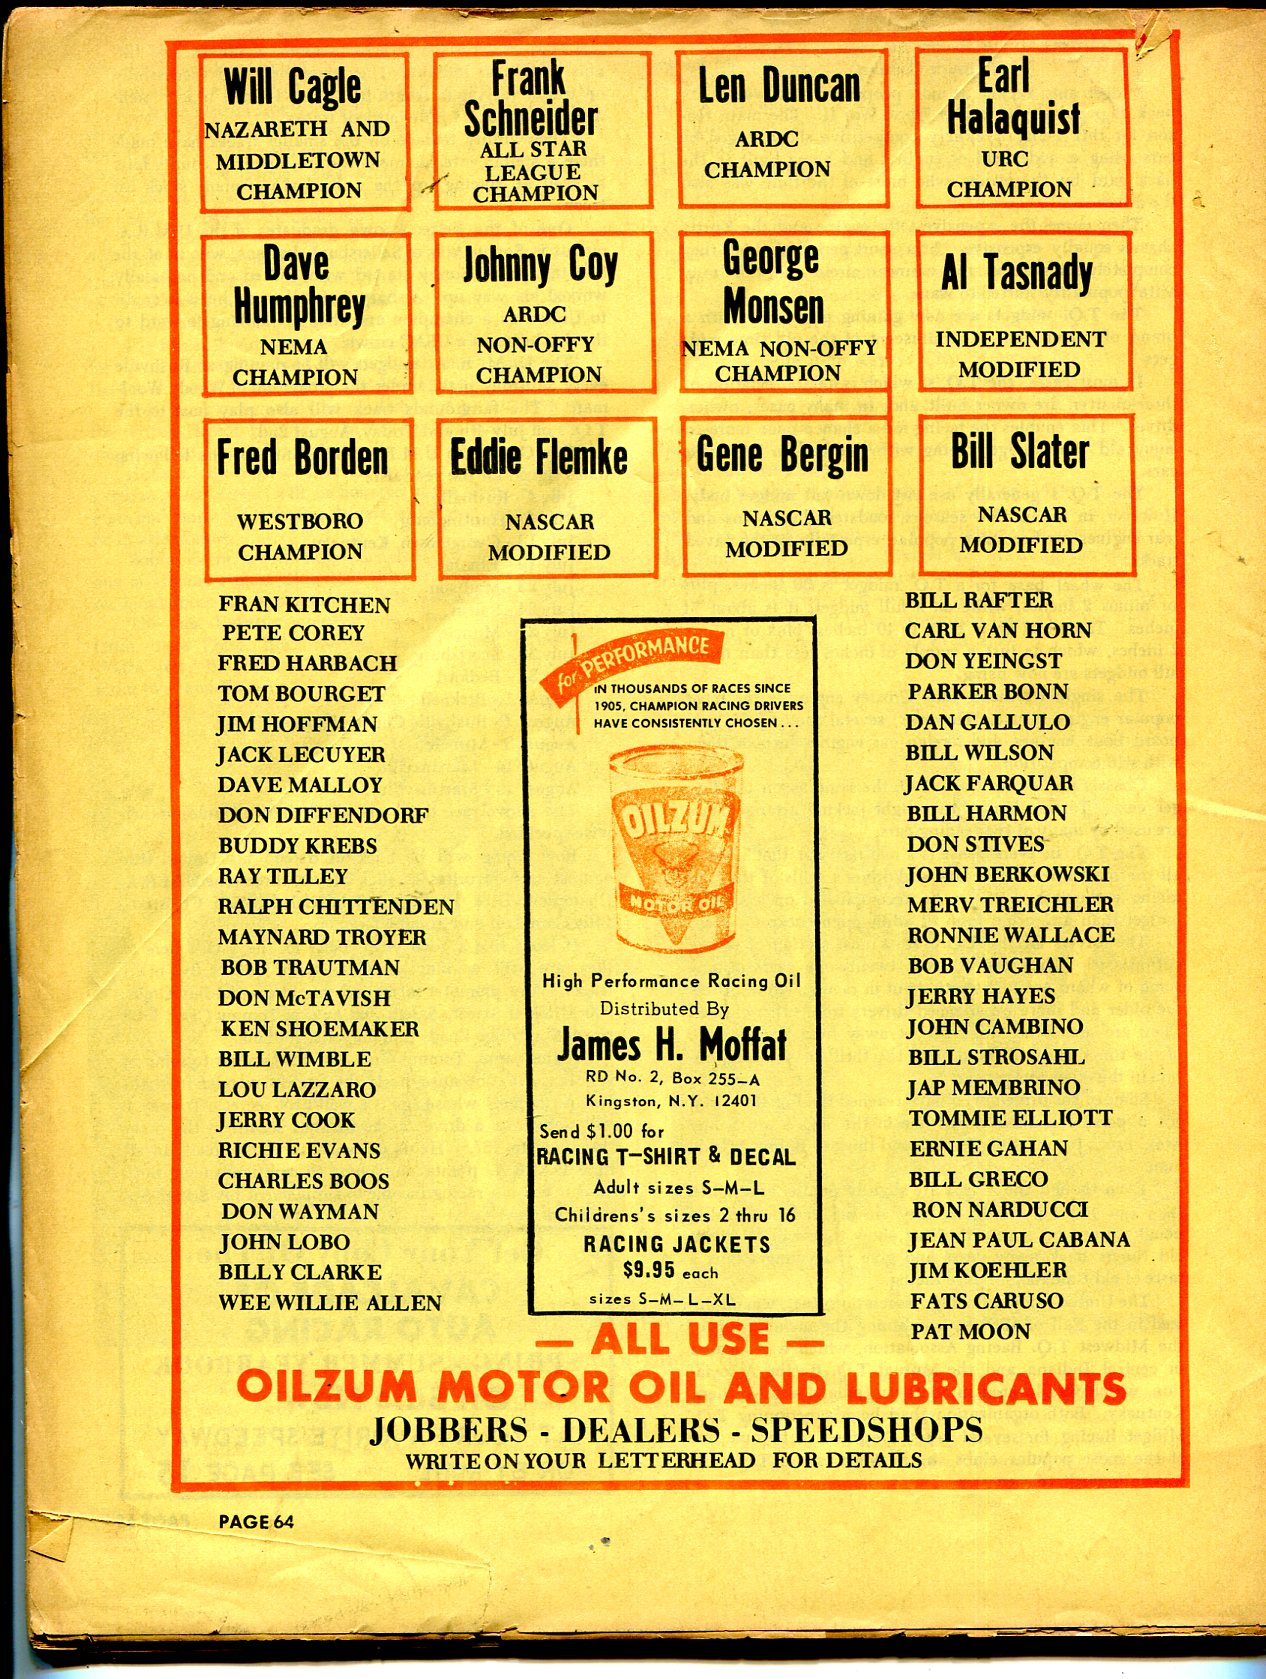 Will Cagle
NAZARETH AND
MIDDLETOWN
CHAMPION
Frank
Schneider
ALL STAR
LEAGUE
CHAMPION
Len Duncan
ARDC
CHAMPION
Earl
Halaquist
URC
CHAMPION
Dave
Humphrey
NEMA
CHAMPION
Johnny Coy
ARDC
NON-OFFY
CHAMPION
George
Monsen
NEMA NON-OFFY
CHAMPION
Al Tasnady
INDEPENDENT
MODIFIED
Fred Borden
WESTBORO
CHAMPION
Eddie Flemke
NASCAR
MODIFIED
Gene Bergin
NASCAR
MODIFIED
Bill Slater
NASCAR
MODIFIED
FRAN KITCHEN
PETE COREY
FRED HARBACH
TOM BOURGET
JIM HOFFMAN
JACK LECUYER
DAVE MALLOY
DON DIFFENDORF
BUDDY KREBS
RAY TILLEY
RALPH CHITTENDEN
MAYNARD TROYER
BOB TRAUTMAN
DON McTAVISH
KEN SHOEMAKER
BILL WIMBLE
LOU LAZZARO
JERRY COOK
RICHIE EVANS
CHARLES BOOS
DON WAYMAN
JOHN LOBO
BILLY CLARKE
WEE WILLIE ALLEN
for PERFORMANCE
IN THOUSANDS OF RACES SINCE
1905, CHAMPION RACING DRIVERS
HAVE CONSISTENTLY CHOSEN . . .
OILZUM
MOTOR OIL
High Performance Racing Oil
Distributed By
James H. Moffat
RD No. 2, Box 255-A
Kingston, N.Y. 12401
Send $1.00 for
RACING T-SHIRT & DECAL
Adult sizes S-M-L
Childrens's sizes 2 thru 16
RACING JACKETS
$9.95 each
sizes S-M-L-XL
BILL RAFTER
CARL VAN HORN
DON YEINGST
PARKER BONN
DAN GALLULO
BILL WILSON
JACK FARQUAR
BILL HARMON
DON STIVES
JOHN BERKOWSKI
MERV TREICHLER
RONNIE WALLACE
BOB VAUGHAN
JERRY HAYES
JOHN CAMBINO
BILL STROSAHL
JAP MEMBRINO
TOMMIE ELLIOTT
ERNIE GAHAN
BILL GRECO
RON NARDUCCI
JEAN PAUL CABANA
JIM KOEHLER
FATS CARUSO
PAT MOON
— ALL USE —
OILZUM MOTOR OIL AND LUBRICANTS
JOBBERS - DEALERS - SPEEDSHOPS
WRITE ON YOUR LETTERHEAD FOR DETAILS
PAGE 64